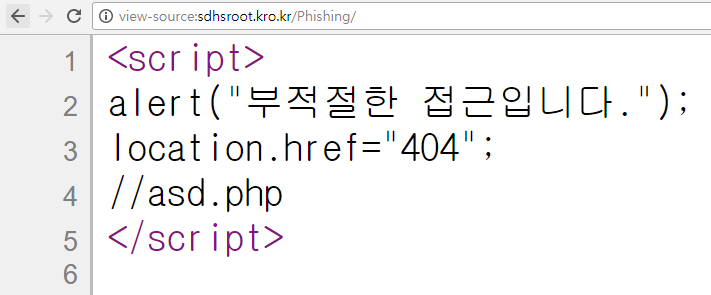 view-source:sdhsroot.kro.kr/Phishing/
1 <script>
2 alert("부적절한 접근입니다.");
3 location.href="404";
4 //asd.php
5 </script>
6